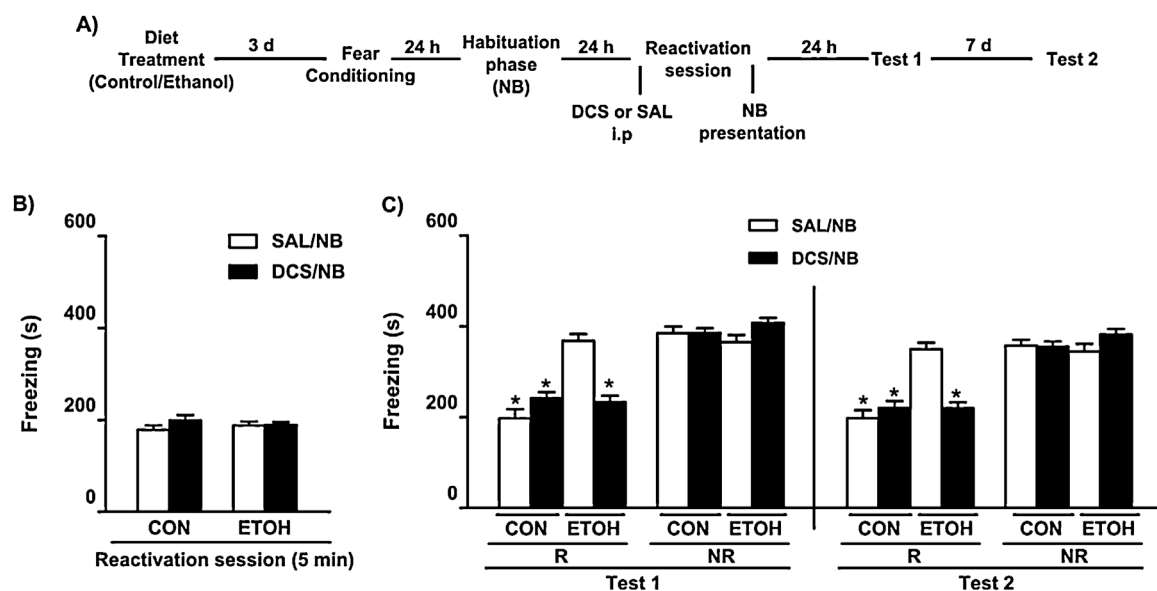 A)
Diet
Treatment
(Control/Ethanol)
3 d
Fear
Conditioning
24 h
Habituation
phase
(NB)
24 h
Reactivation
session
DCS or SAL
i.p
NB
presentation
24 h
Test 1
7 d
Test 2
B)
600
400
200
0
Freezing (s)
SAL/NB
DCS/NB
CON
ETOH
Reactivation session (5 min)
C)
600
400
200
0
Freezing (s)
SAL/NB
DCS/NB
* * *
* * *
CON ETOH CON ETOH
R NR
Test 1
CON ETOH CON ETOH
R NR
Test 2